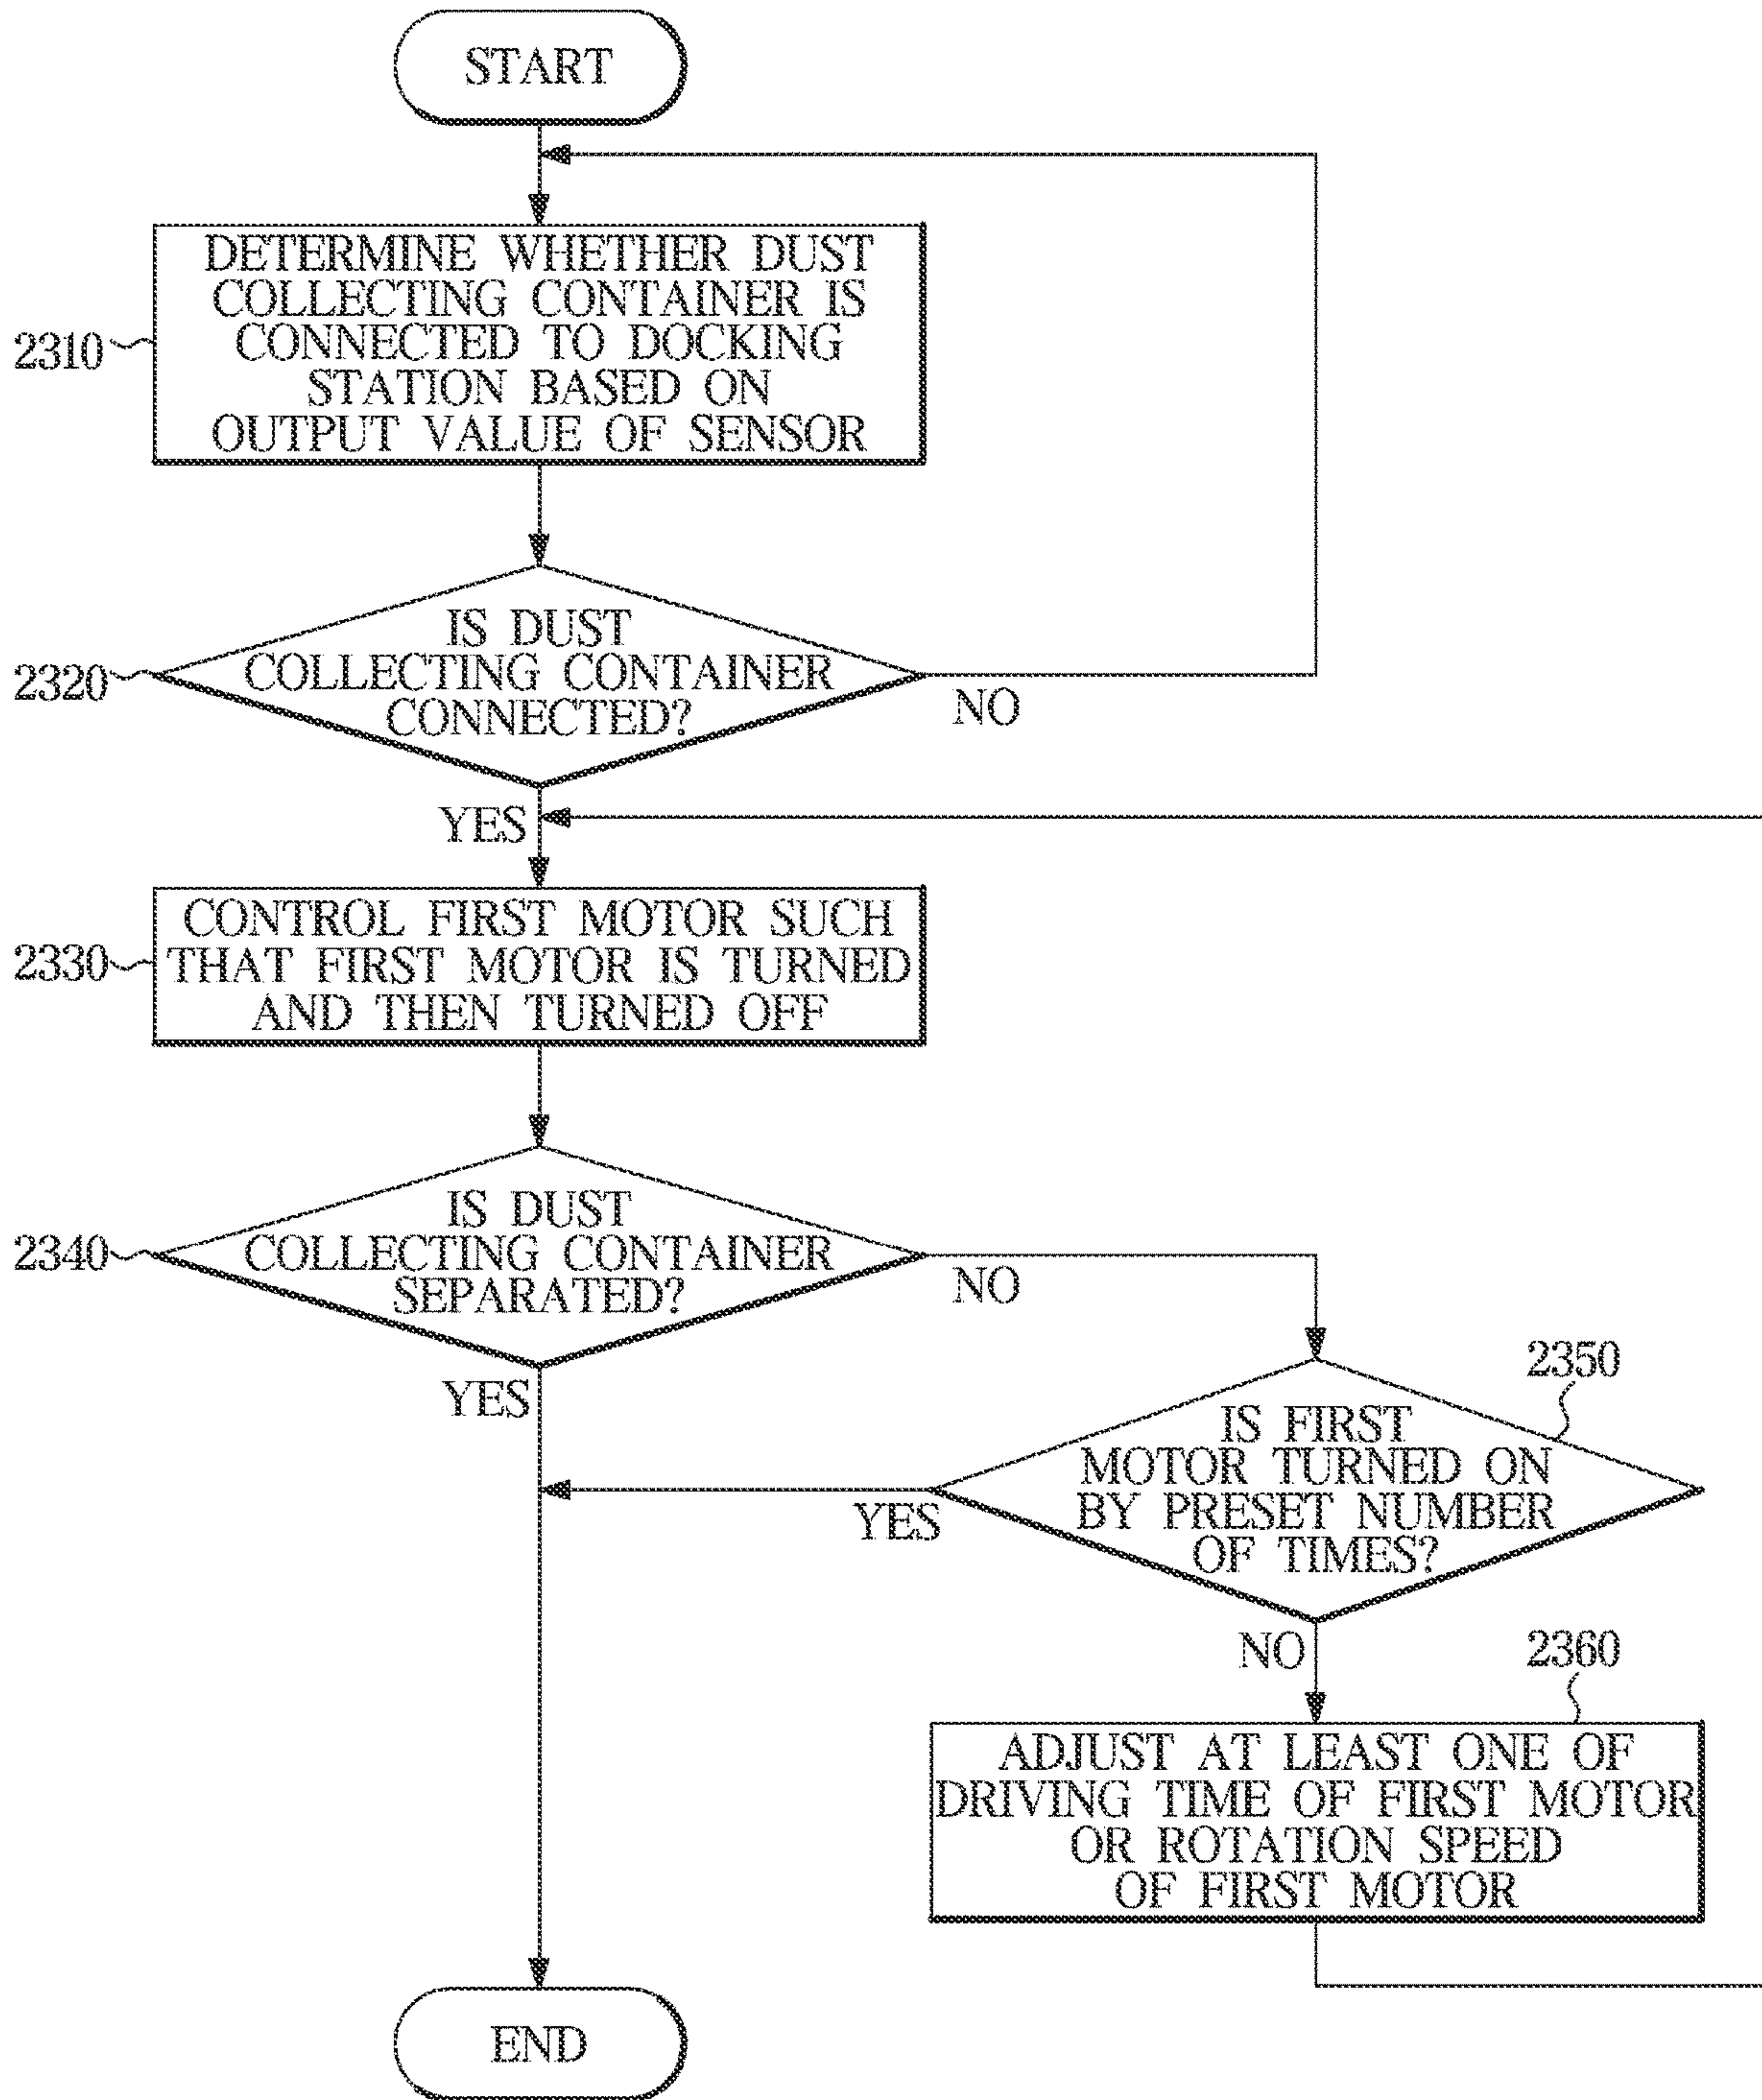 START
DETERMINE WHETHER DUST
COLLECTING CONTAINER IS
CONNECTED TO DOCKING
STATION BASED ON
OUTPUT VALUE OF SENSOR
2310
IS DUST
COLLECTING CONTAINER
CONNECTED?
2320
NO
YES
CONTROL FIRST MOTOR SUCH
THAT FIRST MOTOR IS TURNED
AND THEN TURNED OFF
2330
IS DUST
COLLECTING CONTAINER
SEPARATED?
2340
NO
YES
2350
IS FIRST
MOTOR TURNED ON
BY PRESET NUMBER
OF TIMES?
YES
NO
2360
ADJUST AT LEAST ONE OF
DRIVING TIME OF FIRST MOTOR
OR ROTATION SPEED
OF FIRST MOTOR
END